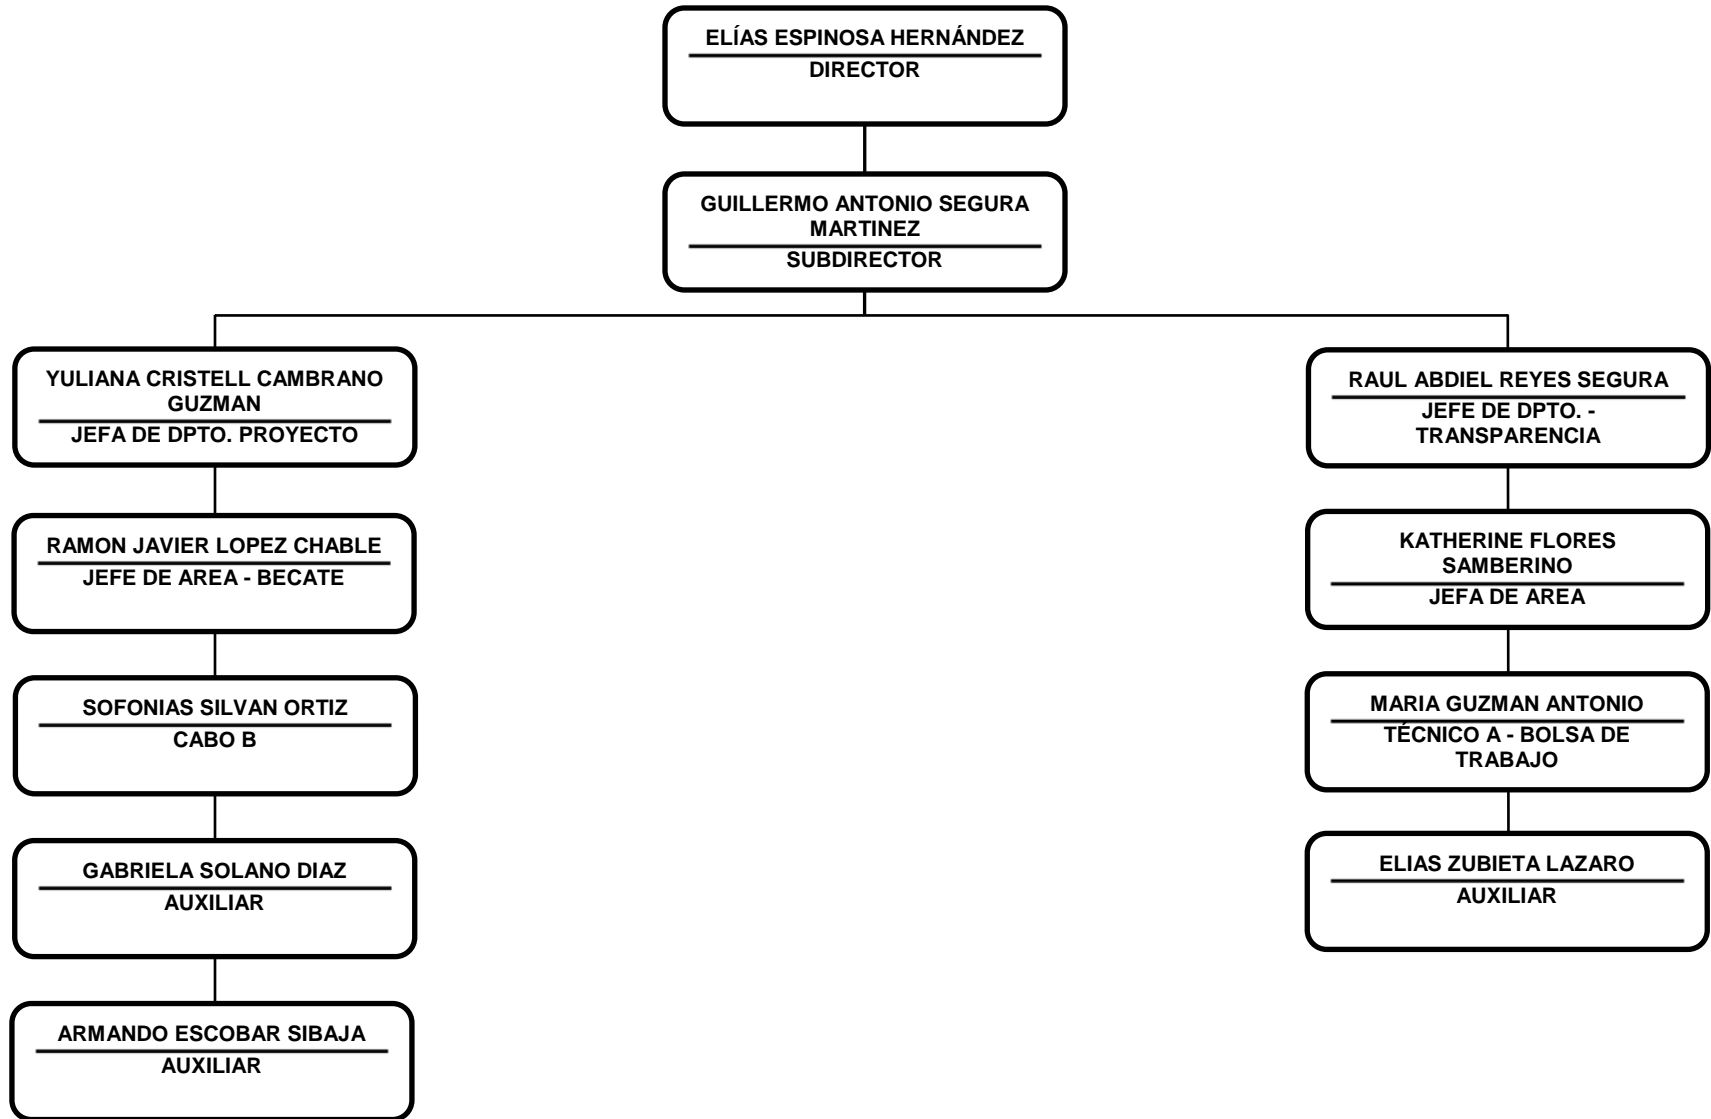 ELÍAS ESPINOSA HERNÁNDEZ
DIRECTOR
GUILLERMO ANTONIO SEGURA
MARTINEZ
SUBDIRECTOR
YULIANA CRISTELL CAMBRANO
GUZMAN
JEFA DE DPTO. PROYECTO
RAMON JAVIER LOPEZ CHABLE
JEFE DE AREA - BECATE
SOFONIAS SILVAN ORTIZ
CABO B
GABRIELA SOLANO DIAZ
AUXILIAR
ARMANDO ESCOBAR SIBAJA
AUXILIAR
RAUL ABDIEL REYES SEGURA
JEFE DE DPTO. -
TRANSPARENCIA
KATHERINE FLORES
SAMBERINO
JEFA DE AREA
MARIA GUZMAN ANTONIO
TÉCNICO A - BOLSA DE
TRABAJO
ELIAS ZUBIETA LAZARO
AUXILIAR